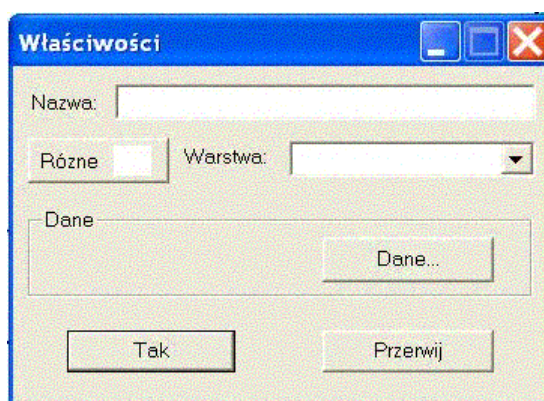 Właściwości
Nazwa:
Rózne Warstwa:
Dane
Dane...
Tak Przerwij